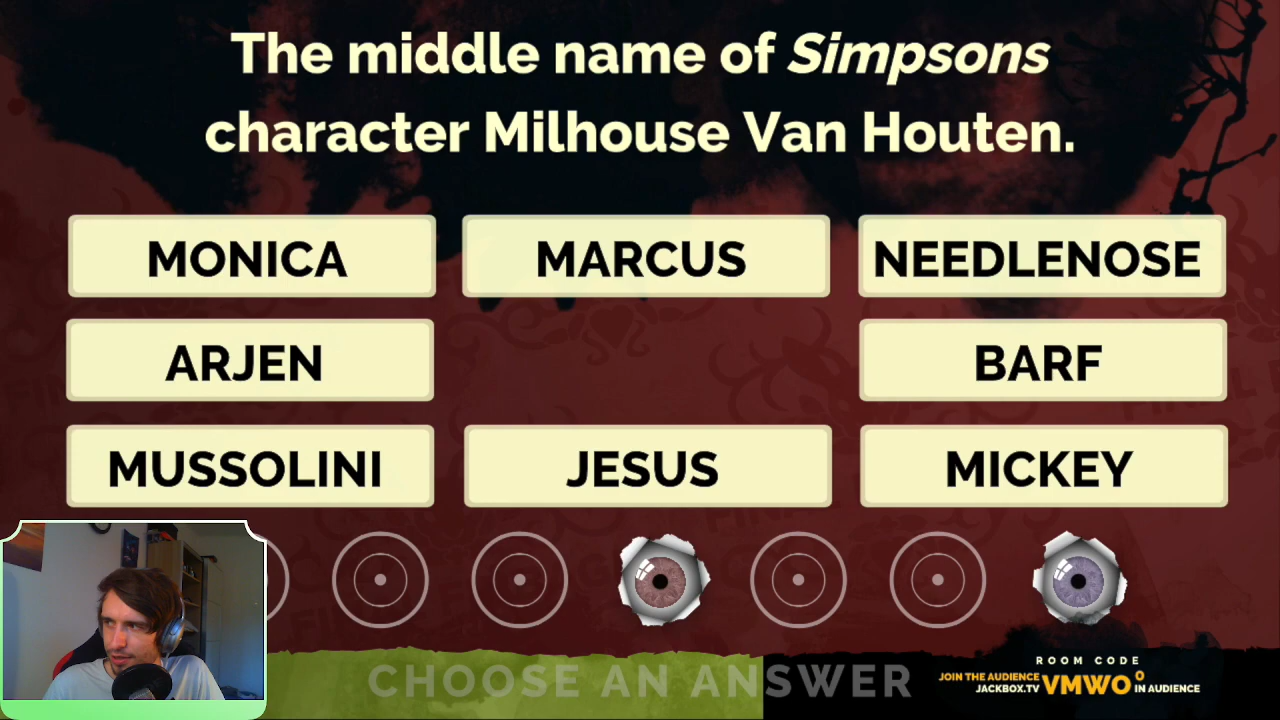 The middle name of Simpsons
character Milhouse Van Houten.
MONICA MARCUS NEEDLENOSE
ARJEN BARF
MUSSOLINI JESUS MICKEY
CHOOSE AN ANSWER
ROOM CODE
JOIN THE AUDIENCE
JACKBOX.TV VMWO 0
IN AUDIENCE